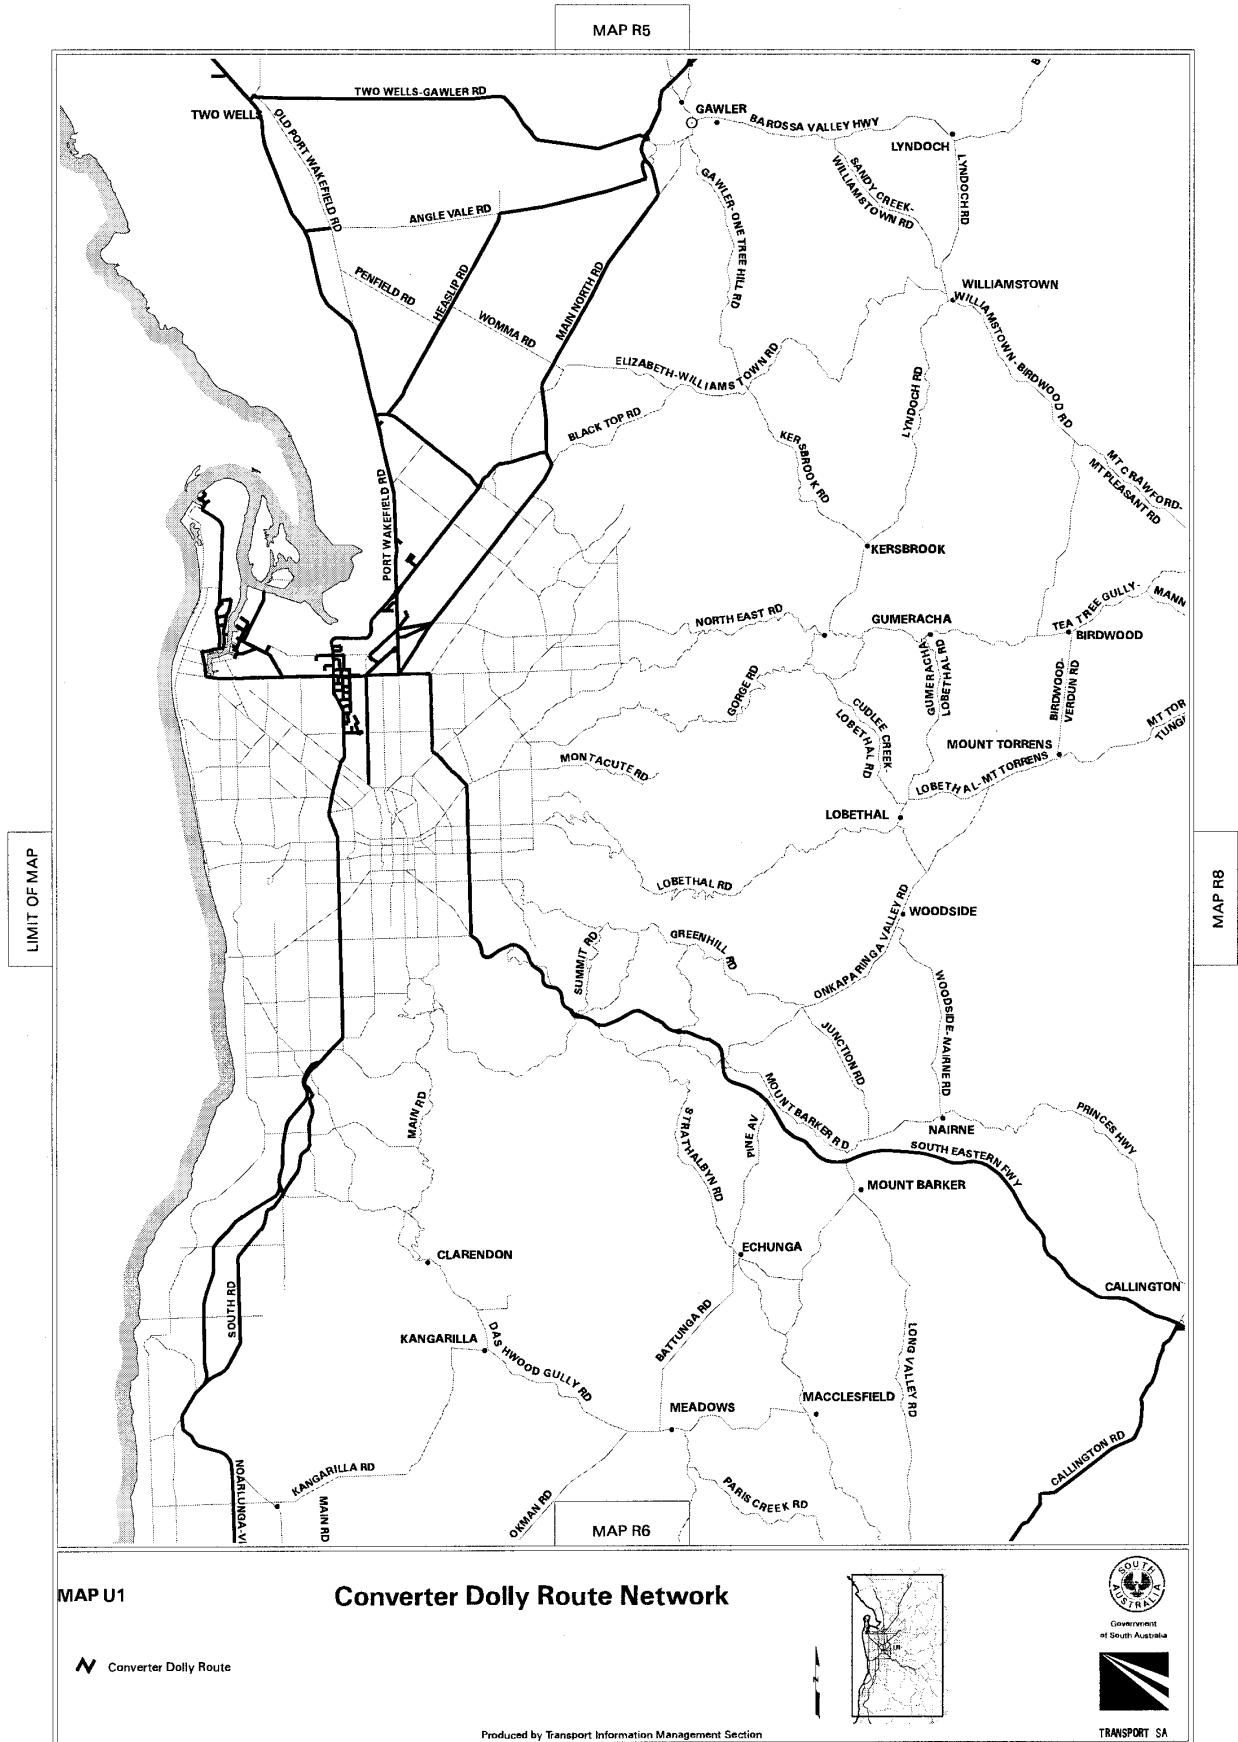 MAP R5
TWO WELLS-GAWLER RD
TWO WELLS
OLD PORT WAKEFIELD RD
GAWLER
BAROSSA VALLEY HWY
LYNDOCH
LYNDOCH RD
SANDY CREEK-
WILLIAMSTOWN RD
GAWLER-ONE TREE HILL RD
ANGLE VALE RD
PENFIELD RD
HEASLIP RD
WOMMA RD
MAIN NORTH RD
WILLIAMSTOWN
WILLIAMSTOWN-BIRDWOOD RD
ELIZABETH-WILLIAMSTOWN RD
LYNDOCH RD
BLACK TOP RD
KERSBROOK RD
MT CRAWFORD-
MT PLEASANT RD
PORT WAKEFIELD RD
KERSBROOK
NORTH EAST RD
GUMERACHA
TEA TREE GULLY-
MANN
BIRDWOOD
GUMERACHA-
LOBETHAL RD
BIRDWOOD-
VERDUN RD
GORGE RD
CUDLEE CREEK-
LOBETHAL RD
MT TOR
TUNG
MOUNT TORRENS
MONTACUTE RD
LOBETHAL-MT TORRENS
LOBETHAL
LIMIT OF MAP
MAP R8
LOBETHAL RD
WOODSIDE
ONKAPARINGA VALLEY RD
SUMMIT RD
GREENHILL RD
WOODSIDE-NAIRNE RD
JUNCTION RD
MAIN RD
STRATHALBYN RD
PINE AV
MOUNT BARKER RD
NAIRNE
PRINCES HWY
SOUTH EASTERN FWY
MOUNT BARKER
CLARENDON
ECHUNGA
CALLINGTON
SOUTH RD
KANGARILLA
DASHWOOD GULLY RD
BATTUNGA RD
LONG VALLEY RD
MACCLESFIELD
MEADOWS
CALLINGTON RD
KANGARILLA RD
NOARLUNGA-VI
MAIN RD
OKMAN RD
PARIS CREEK RD
MAP R6
MAP U1
Converter Dolly Route Network
Converter Dolly Route
N
SOUTH
AUSTRALIA
Government
of South Australia
TRANSPORT SA
Produced by Transport Information Management Section